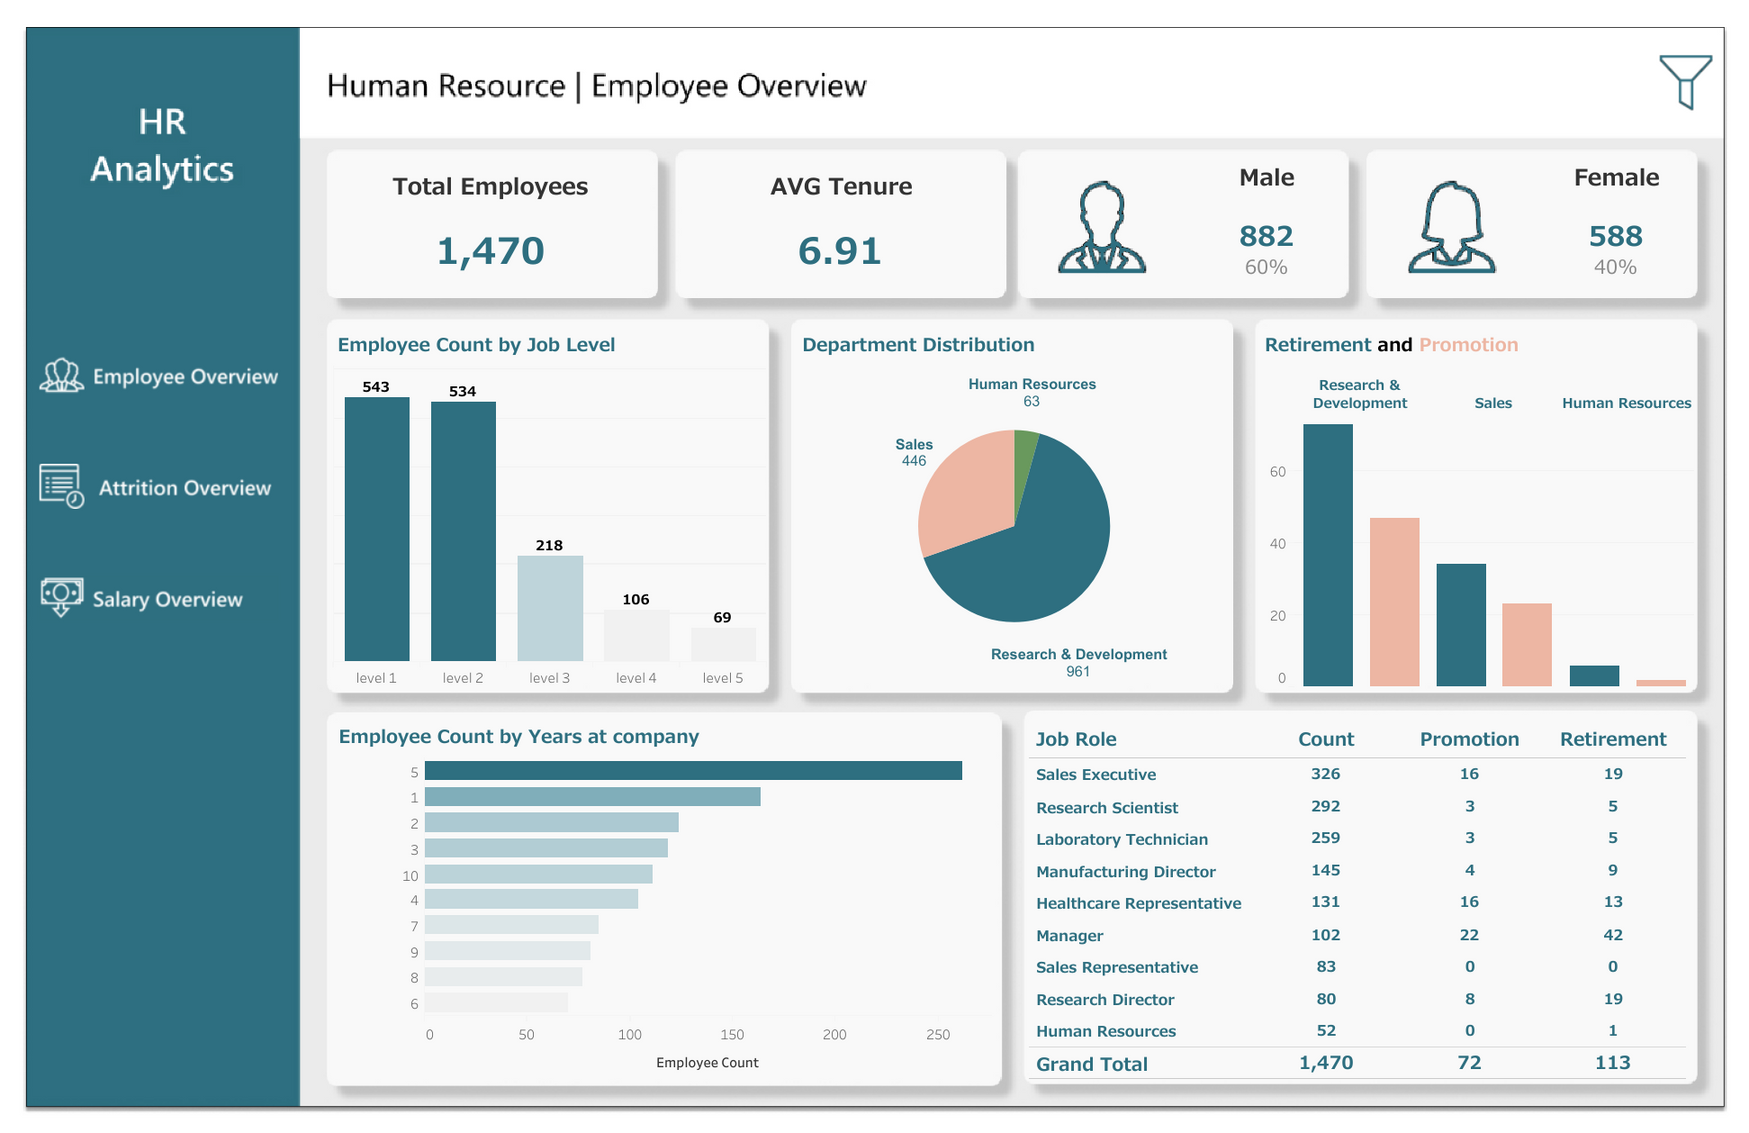 HR
Analytics
Employee Overview
Attrition Overview
Salary Overview
Human Resource | Employee Overview
Total Employees
1,470
AVG Tenure
6.91
Male
882
60%
Female
588
40%
Employee Count by Job Level
543
534
218
106
69
level 1 level 2 level 3 level 4 level 5
Department Distribution
Human Resources
63
Sales
446
Research & Development
961
Retirement and Promotion
Research &
Development Sales Human Resources
60
40
20
0
Employee Count by Years at company
5
1
2
3
10
4
7
9
8
6
0 50 100 150 200 250
Employee Count
Job Role Count Promotion Retirement
Sales Executive 326 16 19
Research Scientist 292 3 5
Laboratory Technician 259 3 5
Manufacturing Director 145 4 9
Healthcare Representative 131 16 13
Manager 102 22 42
Sales Representative 83 0 0
Research Director 80 8 19
Human Resources 52 0 1
Grand Total 1,470 72 113